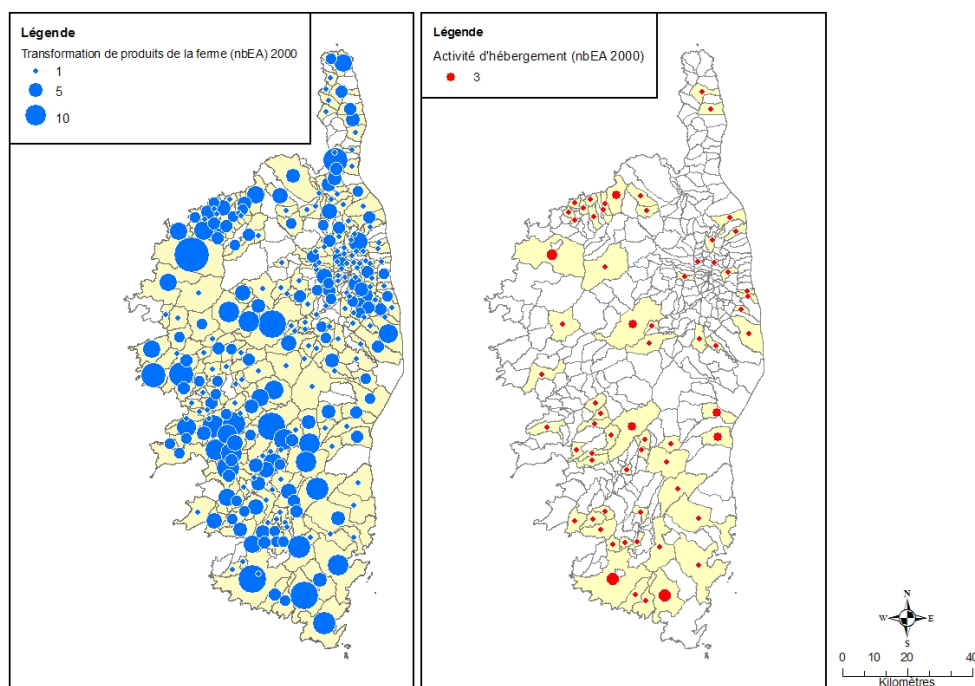 Légende
Transformation de produits de la ferme (nbEA) 2000
1
5
10
Légende
Activité d'hébergement (nbEA 2000)
3
N
W
E
S
0 10 20 40
Kilomètres